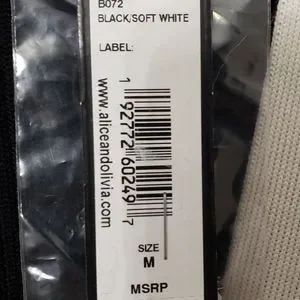 B072
BLACK/SOFT WHITE
LABEL:
www.aliceandolivia.com
1 92772 60249 7
SIZE
M
MSRP